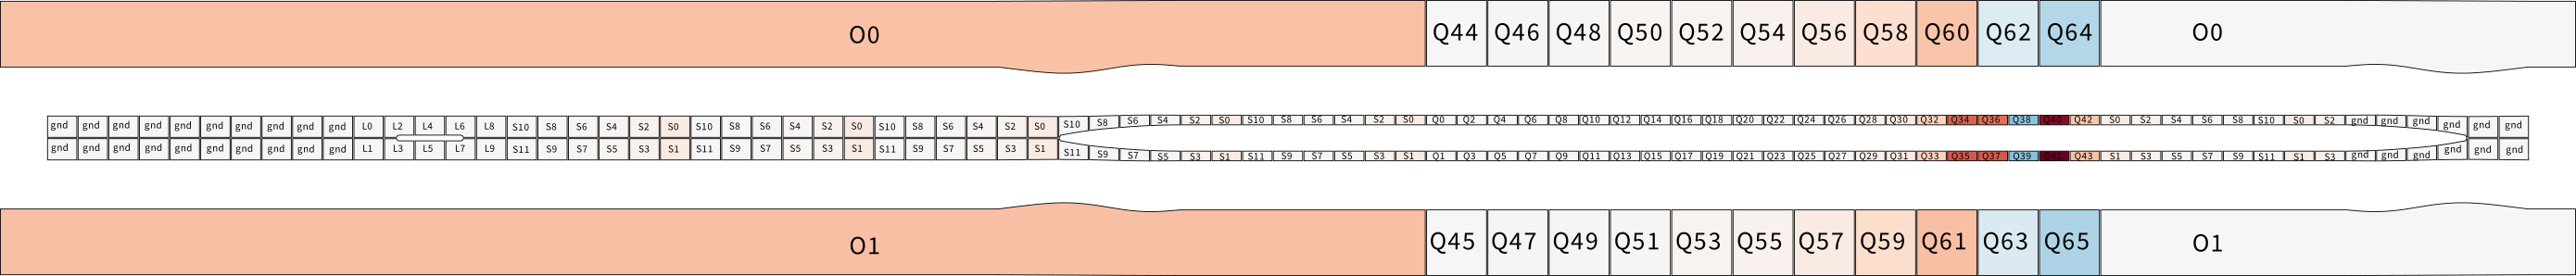 O0 Q44 Q46 Q48 Q50 Q52 Q54 Q56 Q58 Q60 Q62 Q64 O0
gnd gnd gnd gnd gnd gnd gnd gnd gnd gnd L0 L2 L4 L6 L8 S10 S8 S6 S4 S2 S0 S10 S8 S6 S4 S2 S0 S10 S8 S6 S4 S2 S0 S10 S8 S6 S4 S2 S0 S10 S8 S6 S4 S2 S0 Q0 Q2 Q4 Q6 Q8 Q10 Q12 Q14 Q16 Q18 Q20 Q22 Q24 Q26 Q28 Q30 Q32 Q34 Q36 Q38 Q40 Q42 S0 S2 S4 S6 S8 S10 S0 S2 gnd gnd gnd gnd gnd gnd
gnd gnd gnd gnd gnd gnd gnd gnd gnd gnd L1 L3 L5 L7 L9 S11 S9 S7 S5 S3 S1 S11 S9 S7 S5 S3 S1 S11 S9 S7 S5 S3 S1 S11 S9 S7 S5 S3 S1 S11 S9 S7 S5 S3 S1 Q1 Q3 Q5 Q7 Q9 Q11 Q13 Q15 Q17 Q19 Q21 Q23 Q25 Q27 Q29 Q31 Q33 Q35 Q37 Q39 Q41 Q43 S1 S3 S5 S7 S9 S11 S1 S3 gnd gnd gnd gnd gnd gnd
O1 Q45 Q47 Q49 Q51 Q53 Q55 Q57 Q59 Q61 Q63 Q65 O1